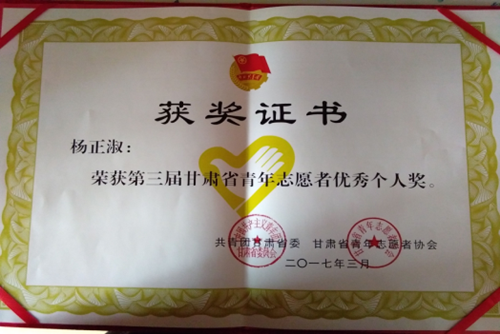 获奖证书
杨正淑：
荣获第三届甘肃省青年志愿者优秀个人奖。
共青团甘肃省委 甘肃省青年志愿者协会
二〇一七年三月